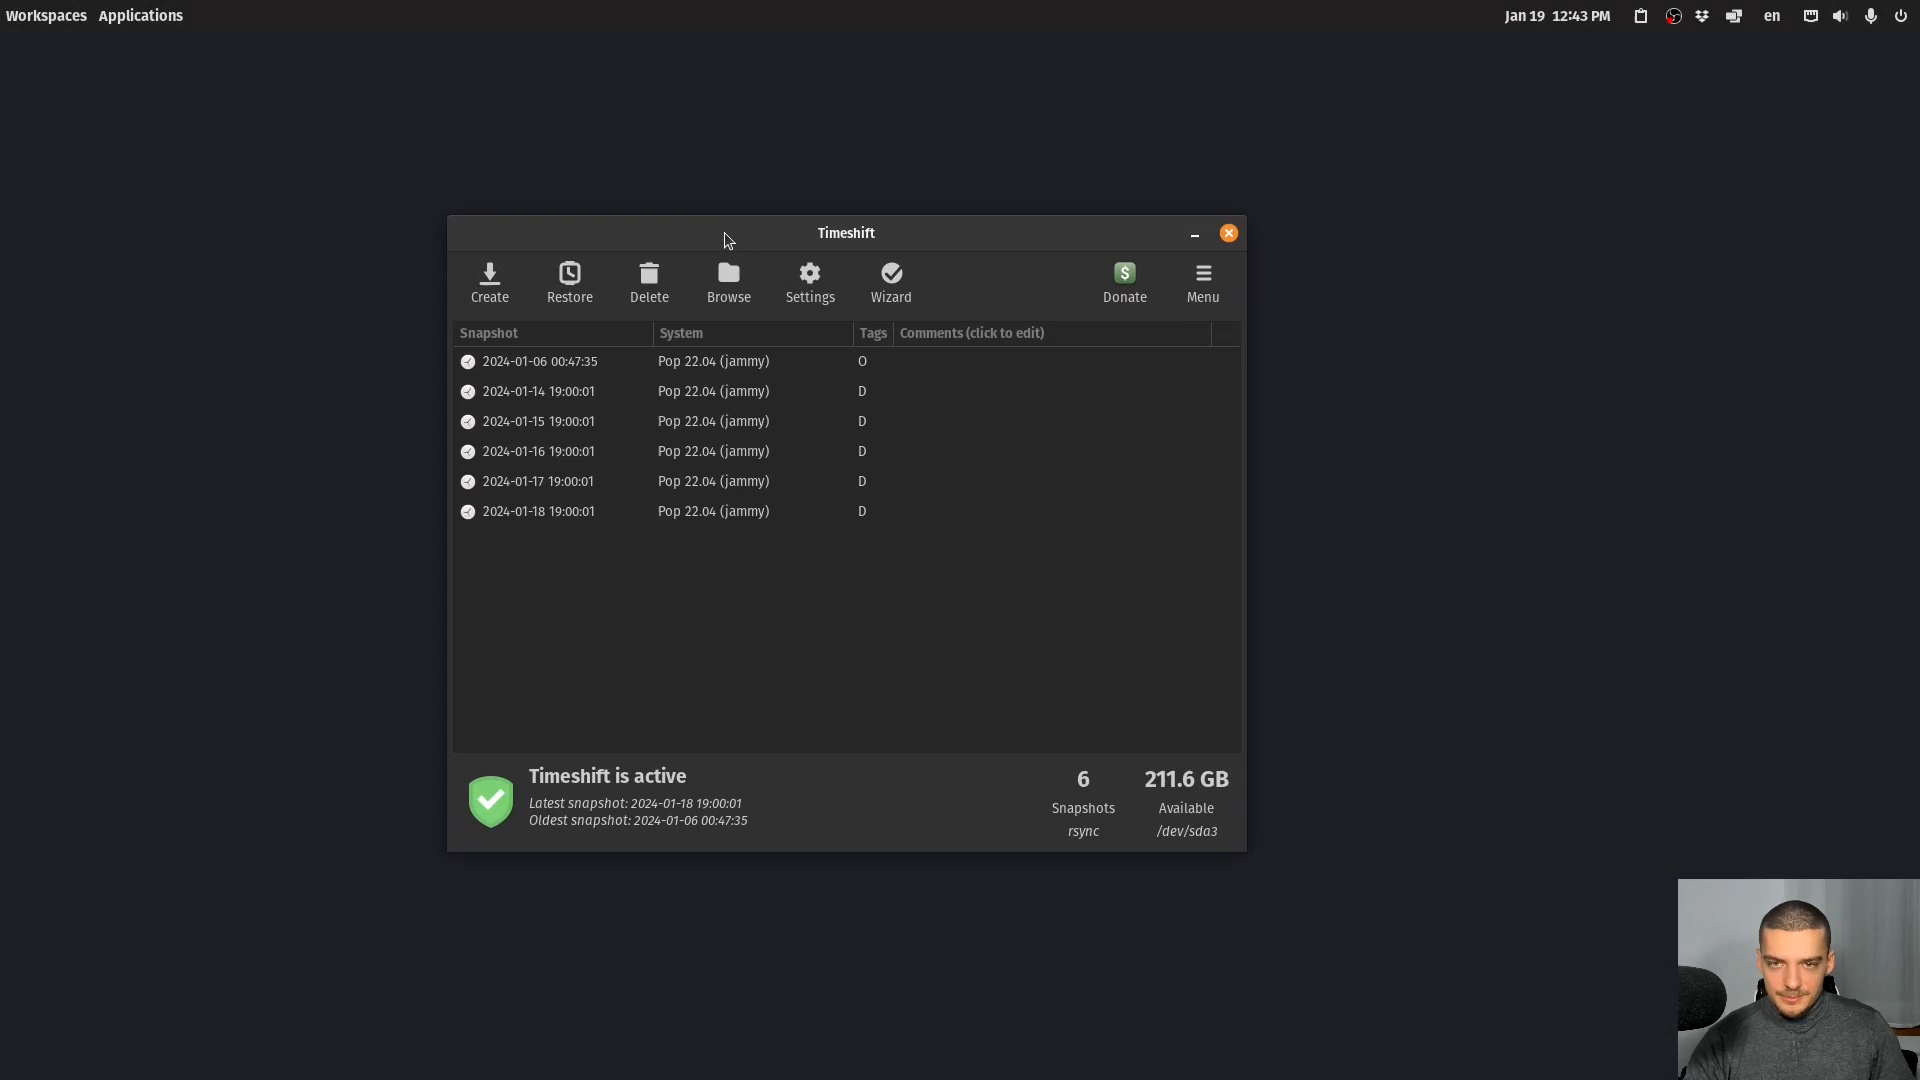 Workspaces Applications Jan 19 12:43 PM en
Timeshift
Create Restore Delete Browse Settings Wizard $ Donate Menu
Snapshot System Tags Comments (click to edit)
2024-01-06 00:47:35 Pop 22.04 (jammy) O
2024-01-14 19:00:01 Pop 22.04 (jammy) D
2024-01-15 19:00:01 Pop 22.04 (jammy) D
2024-01-16 19:00:01 Pop 22.04 (jammy) D
2024-01-17 19:00:01 Pop 22.04 (jammy) D
2024-01-18 19:00:01 Pop 22.04 (jammy) D
Timeshift is active
Latest snapshot: 2024-01-18 19:00:01
Oldest snapshot: 2024-01-06 00:47:35
6
Snapshots
rsync
211.6 GB
Available
/dev/sda3